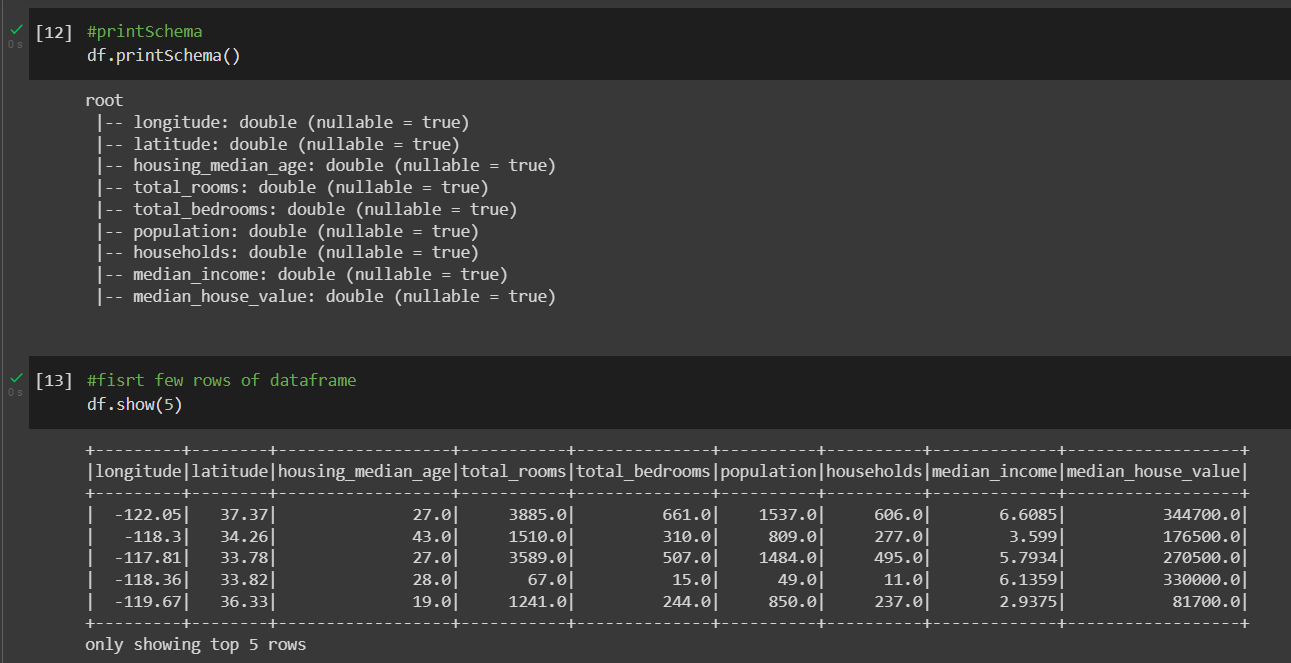 [12] #printSchema
0 s
df.printSchema()
root
 |-- longitude: double (nullable = true)
 |-- latitude: double (nullable = true)
 |-- housing_median_age: double (nullable = true)
 |-- total_rooms: double (nullable = true)
 |-- total_bedrooms: double (nullable = true)
 |-- population: double (nullable = true)
 |-- households: double (nullable = true)
 |-- median_income: double (nullable = true)
 |-- median_house_value: double (nullable = true)
[13] #fisrt few rows of dataframe
0 s
df.show(5)
+---------+--------+------------------+-----------+--------------+----------+----------+-------------+------------------+
|longitude|latitude|housing_median_age|total_rooms|total_bedrooms|population|households|median_income|median_house_value|
+---------+--------+------------------+-----------+--------------+----------+----------+-------------+------------------+
|  -122.05|   37.37|              27.0|     3885.0|         661.0|    1537.0|     606.0|       6.6085|          344700.0|
|   -118.3|   34.26|              43.0|     1510.0|         310.0|     809.0|     277.0|        3.599|          176500.0|
|  -117.81|   33.78|              27.0|     3589.0|         507.0|    1484.0|     495.0|       5.7934|          270500.0|
|  -118.36|   33.82|              28.0|       67.0|          15.0|      49.0|      11.0|       6.1359|          330000.0|
|  -119.67|   36.33|              19.0|     1241.0|         244.0|     850.0|     237.0|       2.9375|           81700.0|
+---------+--------+------------------+-----------+--------------+----------+----------+-------------+------------------+
only showing top 5 rows